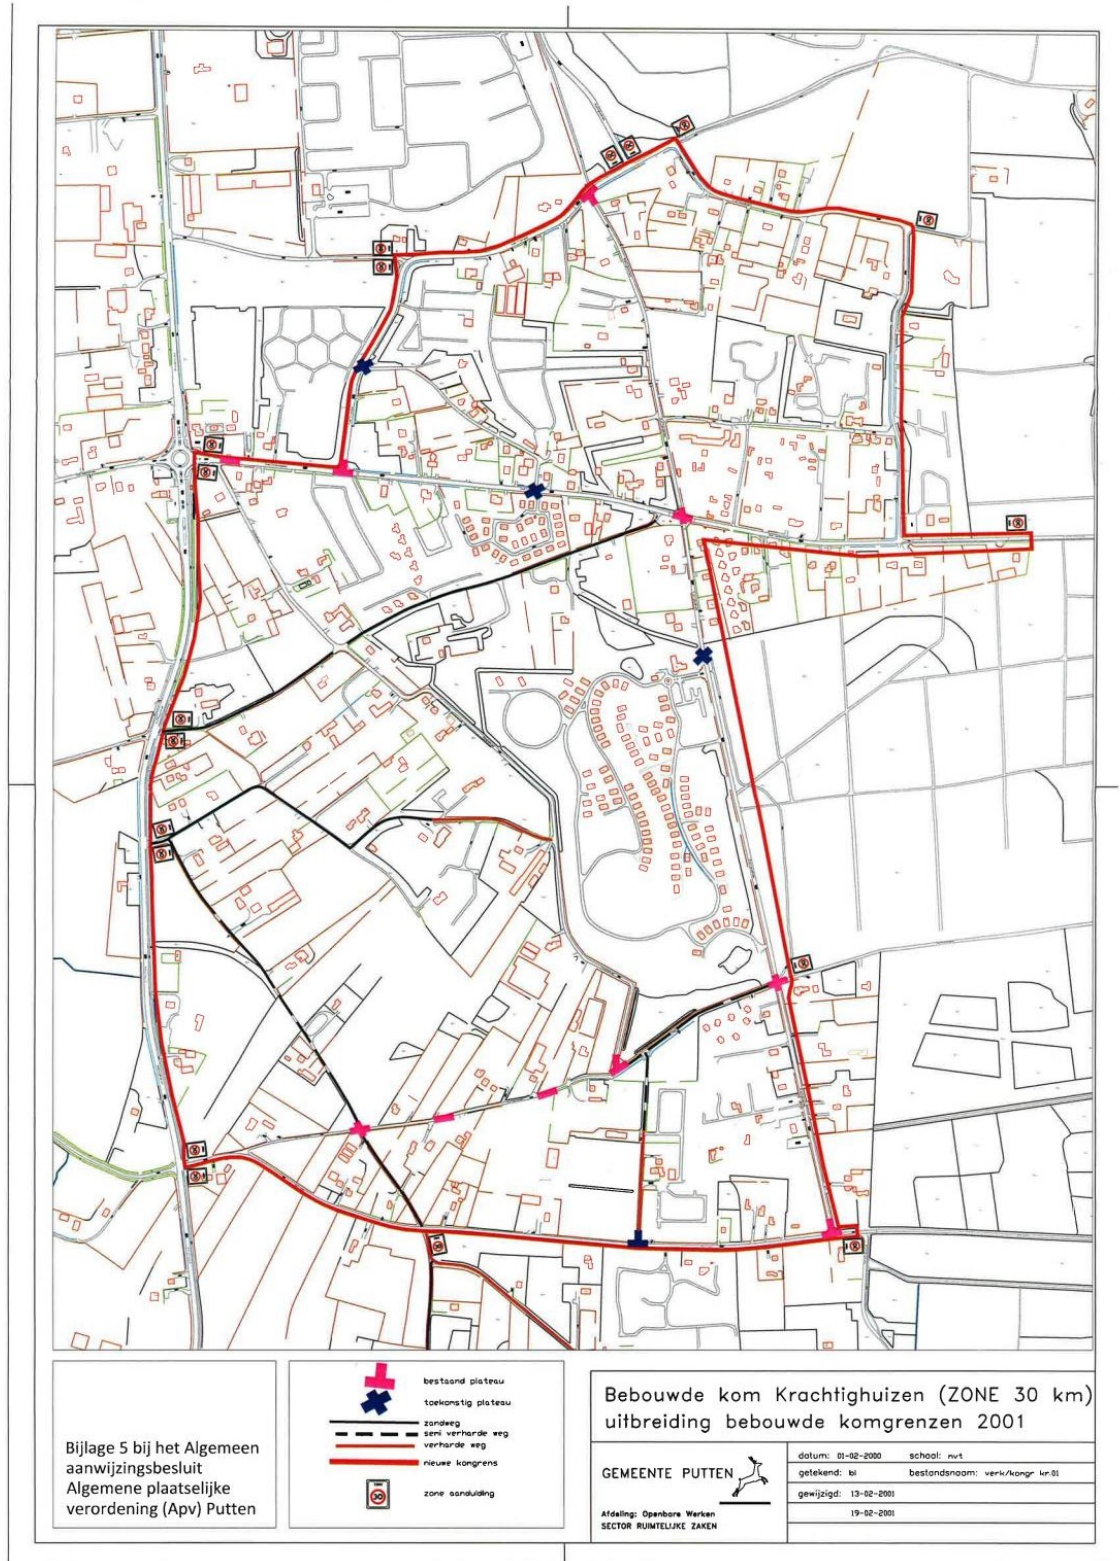 Bijlage 5 bij het Algemeen
aanwijzingsbesluit
Algemene plaatselijke
verordening (Apv) Putten
bestaand plateau
toekomstig plateau
zandweg
semi verharde weg
verharde weg
nieuwe komgrens
zone aanduiding
30
Bebouwde kom Krachtighuizen (ZONE 30 km)
uitbreiding bebouwde komgrenzen 2001
GEMEENTE PUTTEN
Afdeling: Openbare Werken
SECTOR RUIMTELIJKE ZAKEN
datum: 01-02-2000 schaal: nvt
getekend: bl bestandsnaam: verk/komgr kr.01
gewijzigd: 13-02-2001
19-02-2001